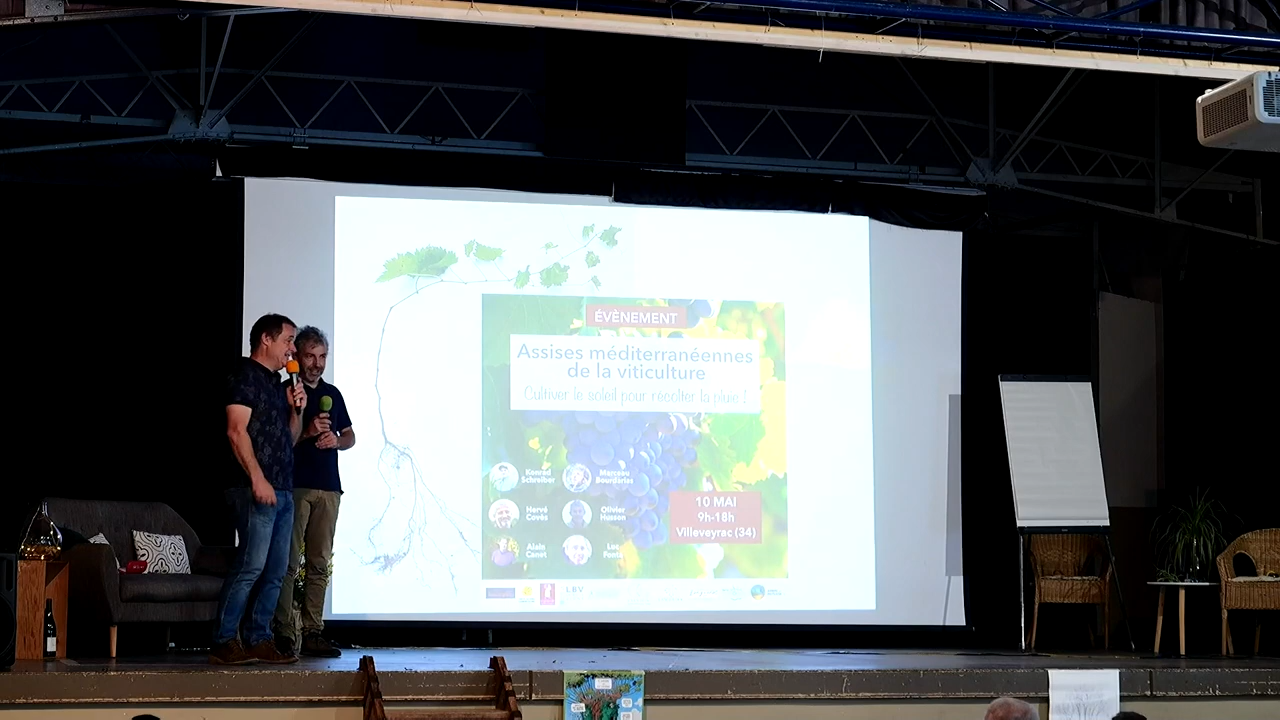 ÉVÈNEMENT
Assises méditerranéennes
de la viticulture
Cultiver le soleil pour récolter la pluie !
Konrad
Schreiber
Marceau
Bourdarias
Hervé
Covès
Olivier
Husson
Alain
Canet
10 MAI
9h-18h
Villeveyrac (34)
LBV